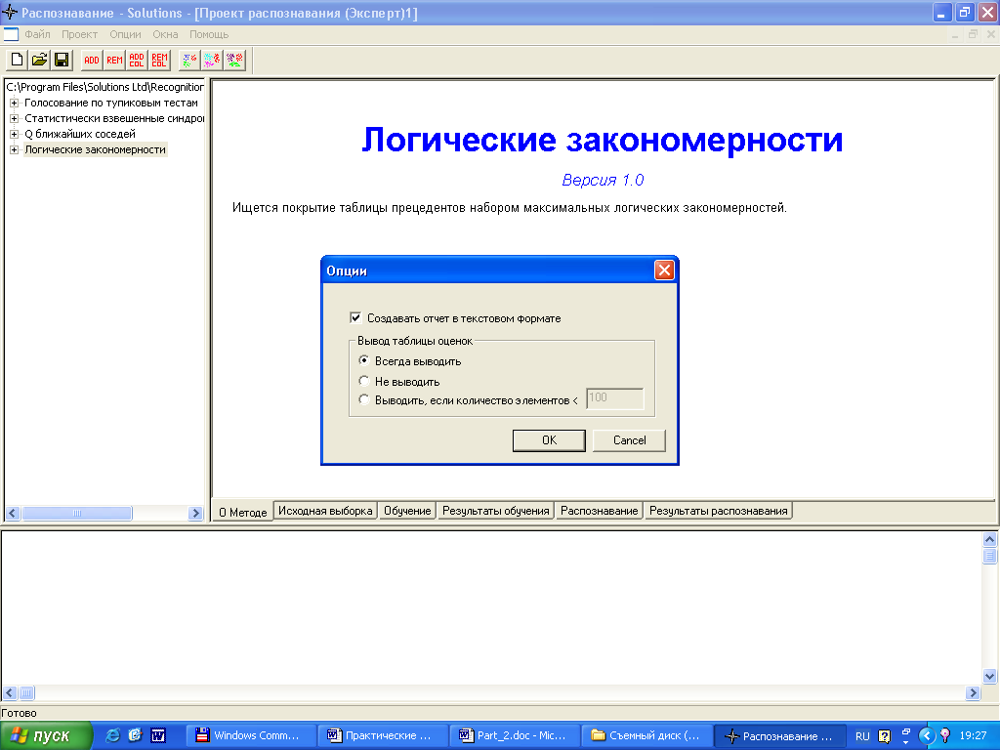 Распознавание - Solutions - [Проект распознавания (Эксперт)1]
Файл Проект Опции Окна Помощь
ADD REM ADD COL REM COL
C:\Program Files\Solutions Ltd\Recognition
Голосование по тупиковым тестам
Статистически взвешенные синдро
Q ближайших соседей
Логические закономерности
Логические закономерности
Версия 1.0
Ищется покрытие таблицы прецедентов набором максимальных логических закономерностей.
Опции
Создавать отчет в текстовом формате
Вывод таблицы оценок
Всегда выводить
Не выводить
Выводить, если количество элементов < 100
OK Cancel
О Методе Исходная выборка Обучение Результаты обучения Распознавание Результаты распознавания
Готово
пуск Windows Comm... Практические ... Part_2.doc - Mic... Съемный диск (... Распознавание ... RU 19:27